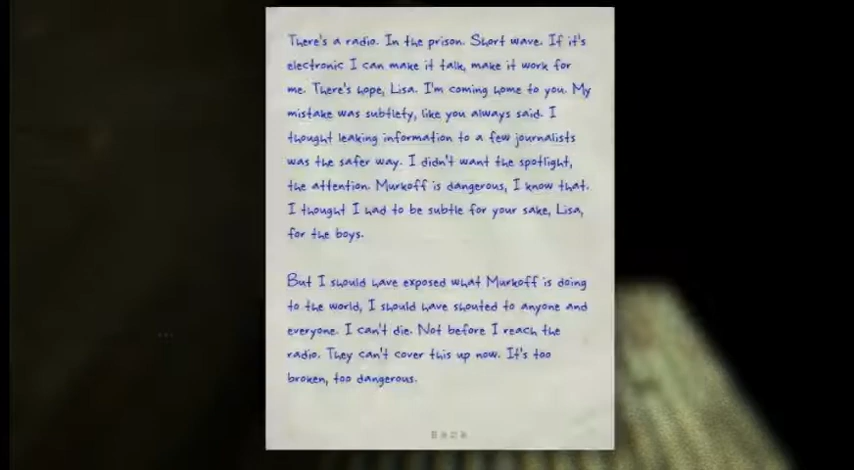 There's a radio. In the prison. Short wave. If it's
electronic I can make it talk, make it work for
me. There's hope, Lisa. I'm coming home to you. My
mistake was subtlety, like you always said. I
thought leaking information to a few journalists
was the safer way. I didn't want the spotlight,
the attention. Murkoff is dangerous, I know that.
I thought I had to be subtle for your sake, Lisa,
for the boys.
But I should have exposed what Murkoff is doing
to the world, I should have shouted to anyone and
everyone. I can't die. Not before I reach the
radio. They can't cover this up now. It's too
broken, too dangerous.
BACK